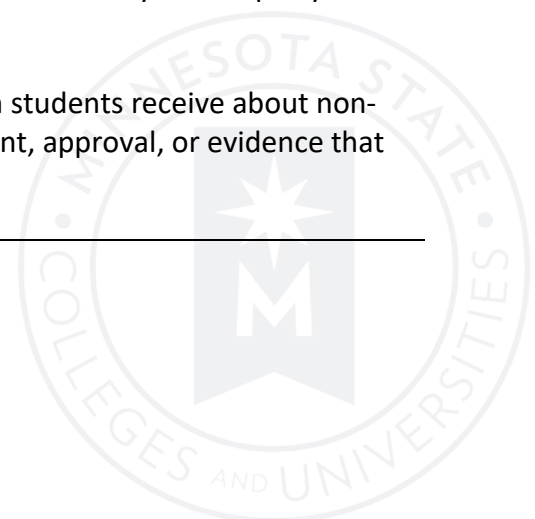 students receive about non-
nt, approval, or evidence that
MINNESOTA STATE
COLLEGES AND UNIVERSITIES
M